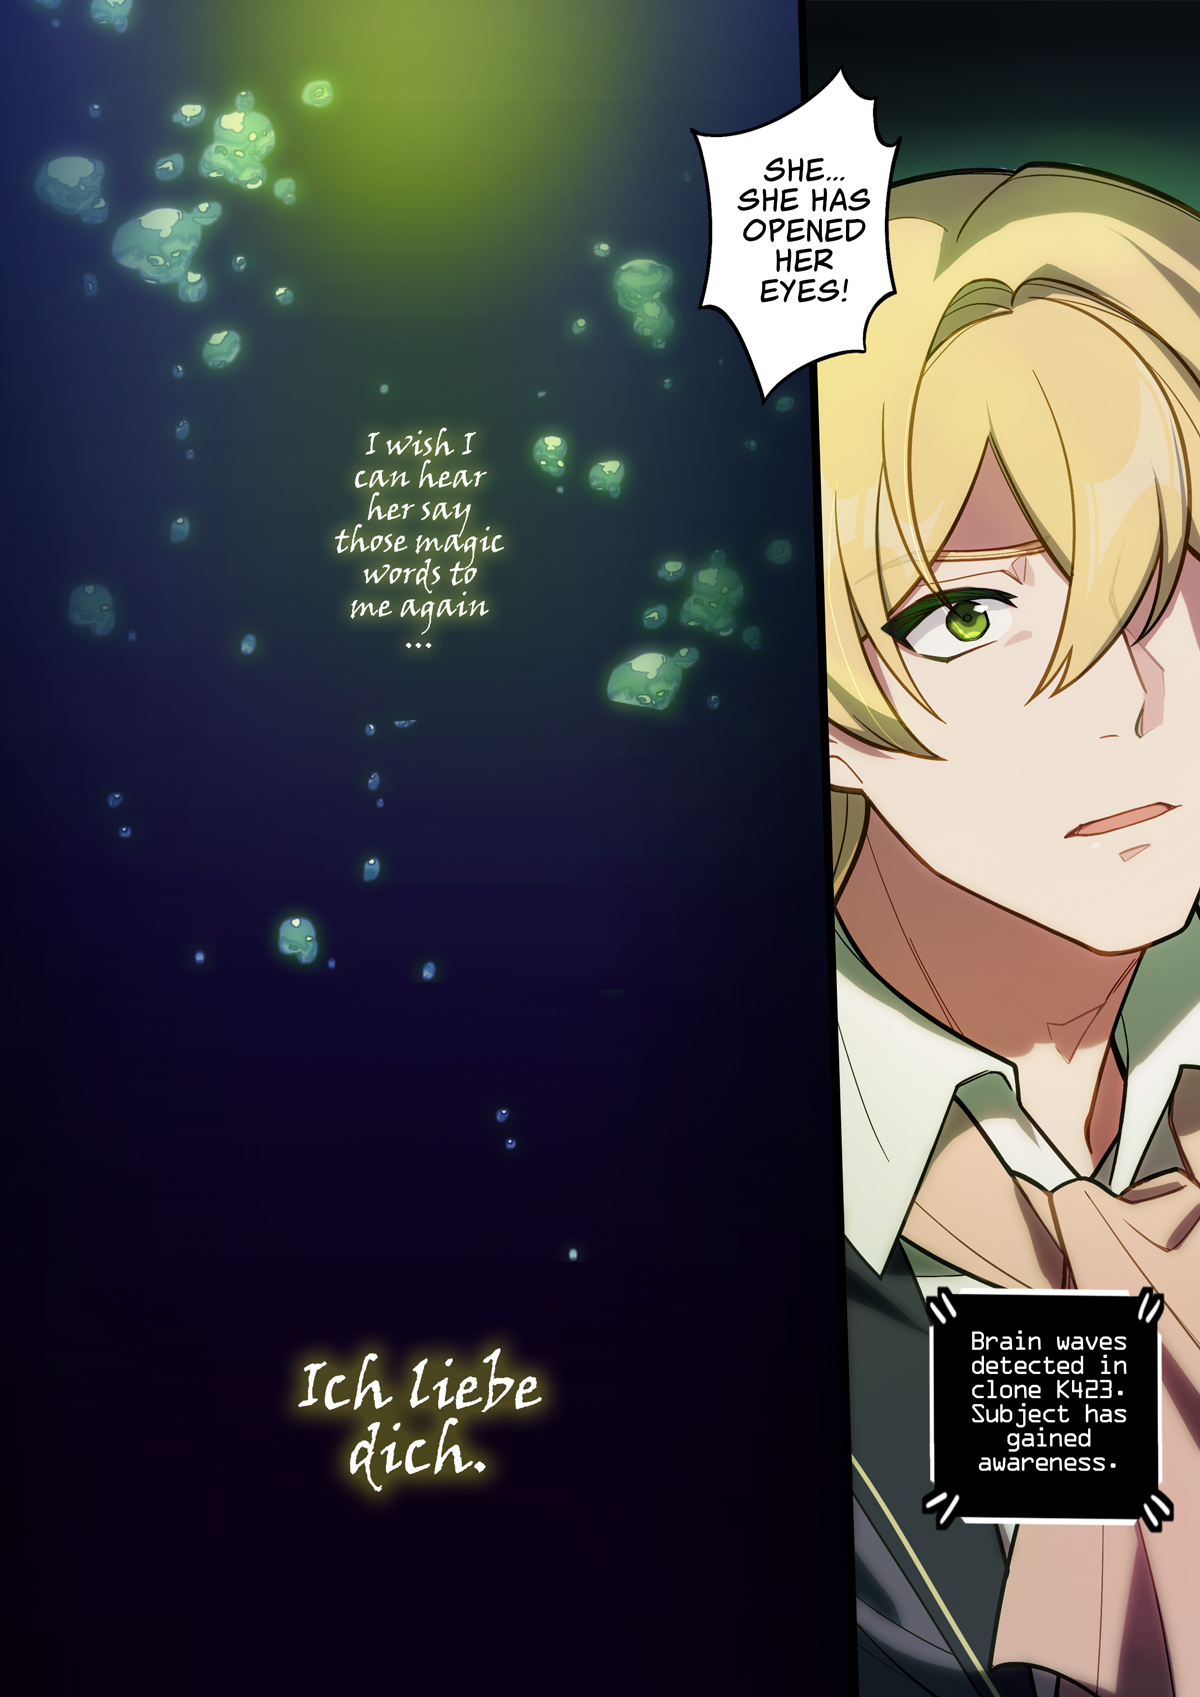 SHE...
SHE HAS
OPENED
HER
EYES!
I wish I
can hear
her say
those magic
words to
me again
...
Ich liebe
dich.
Brain waves
detected in
clone K423.
Subject has
gained
awareness.